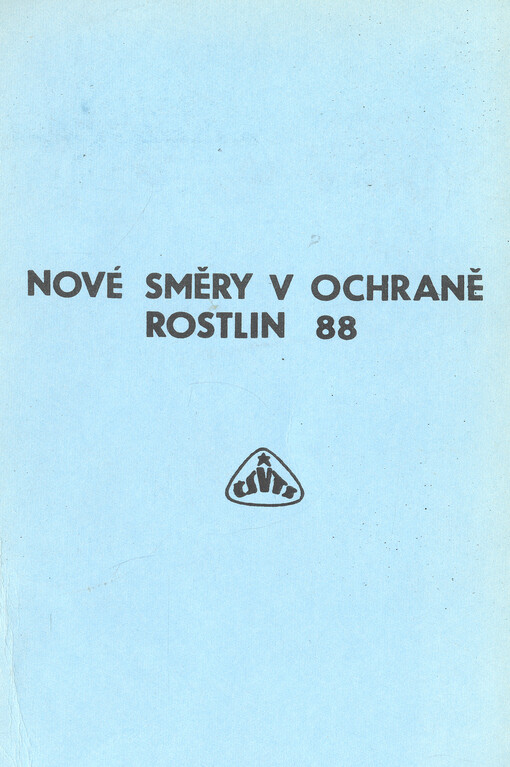 NOVÉ SMĚRY V OCHRANĚ
ROSTLIN 88
ČSVTS